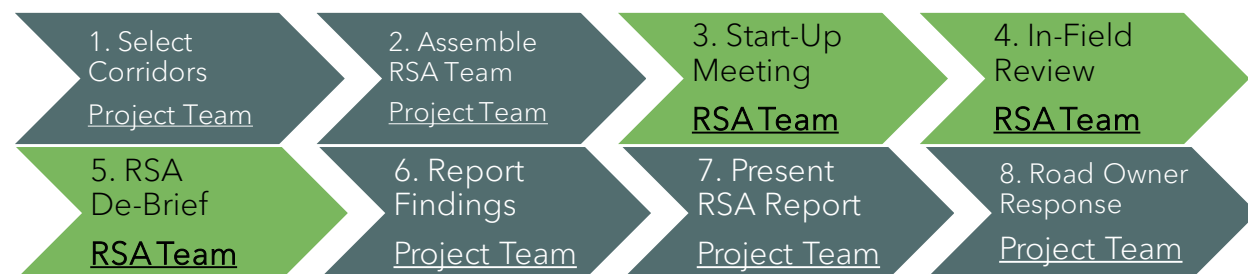 1. Select
Corridors
Project Team
2. Assemble
RSA Team
Project Team
3. Start-Up
Meeting
RSA Team
4. In-Field
Review
RSA Team
5. RSA
De-Brief
RSA Team
6. Report
Findings
Project Team
7. Present
RSA Report
Project Team
8. Road Owner
Response
Project Team